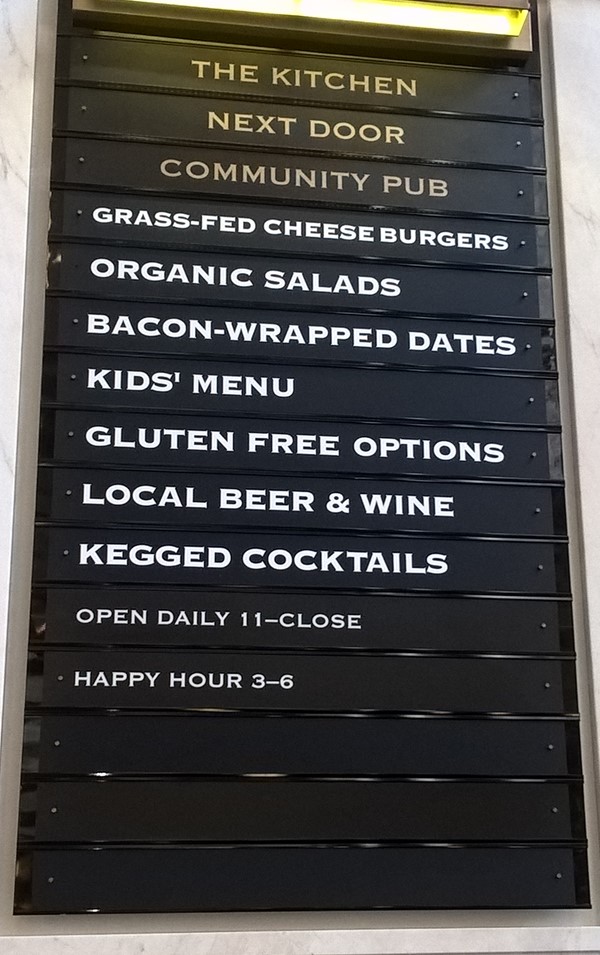 THE KITCHEN
NEXT DOOR
COMMUNITY PUB
GRASS-FED CHEESE BURGERS
ORGANIC SALADS
BACON-WRAPPED DATES
KIDS' MENU
GLUTEN FREE OPTIONS
LOCAL BEER & WINE
KEGGED COCKTAILS
OPEN DAILY 11–CLOSE
HAPPY HOUR 3–6